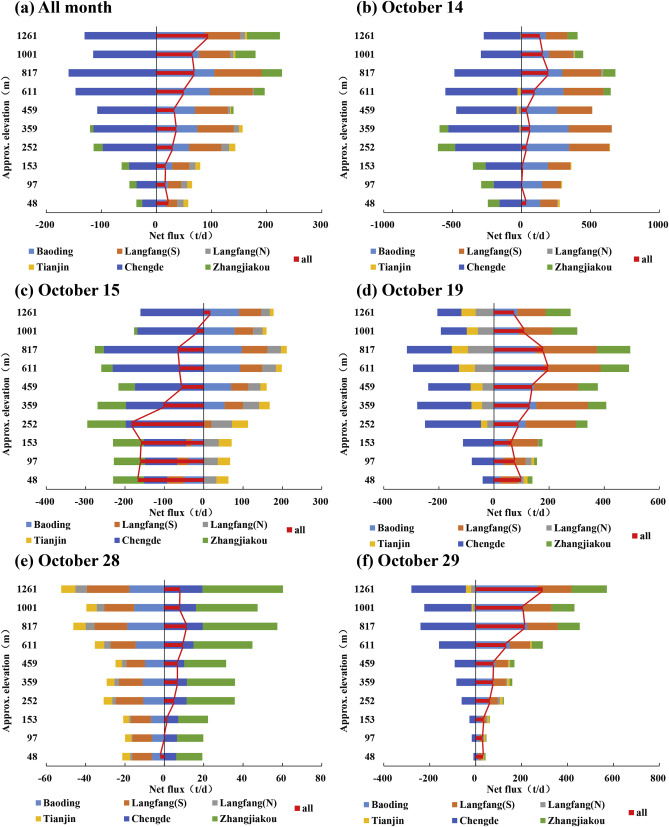 (a) All month
Approx. elevation (m)
1261
1001
817
611
459
359
252
153
97
48
-200 -100 0 100 200 300
Net flux (t/d)
Baoding Langfang(S) Langfang(N) all
Tianjin Chengde Zhangjiakou
(b) October 14
Approx. elevation (m)
1261
1001
817
611
459
359
252
153
97
48
-1000 -500 0 500 1000
Net flux (t/d)
Baoding Langfang(S) Langfang(N) all
Tianjin Chengde Zhangjiakou
(c) October 15
Approx. elevation (m)
1261
1001
817
611
459
359
252
153
97
48
-400 -300 -200 -100 0 100 200 300
Net flux (t/d)
Baoding Langfang(S) Langfang(N) all
Tianjin Chengde Zhangjiakou
(d) October 19
Approx. elevation (m)
1261
1001
817
611
459
359
252
153
97
48
-400 -200 0 200 400 600
Net flux (t/d)
Baoding Langfang(S) Langfang(N) all
Tianjin Chengde Zhangjiakou
(e) October 28
Approx. elevation (m)
1261
1001
817
611
459
359
252
153
97
48
-60 -40 -20 0 20 40 60 80
Net flux (t/d)
Baoding Langfang(S) Langfang(N) all
Tianjin Chengde Zhangjiakou
(f) October 29
Approx. elevation (m)
1261
1001
817
611
459
359
252
153
97
48
-400 -200 0 200 400 600 800
Net flux (t/d)
Baoding Langfang(S) Langfang(N) all
Tianjin Chengde Zhangjiakou